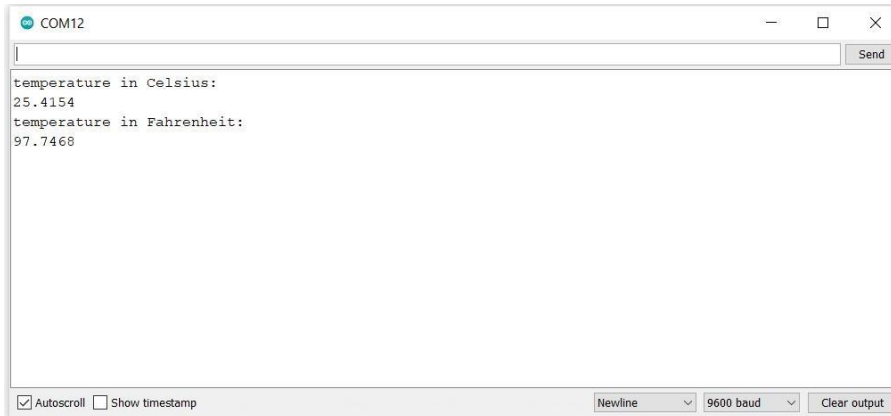 COM12
Send
temperature in Celsius:
25.4154
temperature in Fahrenheit:
97.7468
Autoscroll Show timestamp Newline 9600 baud Clear output